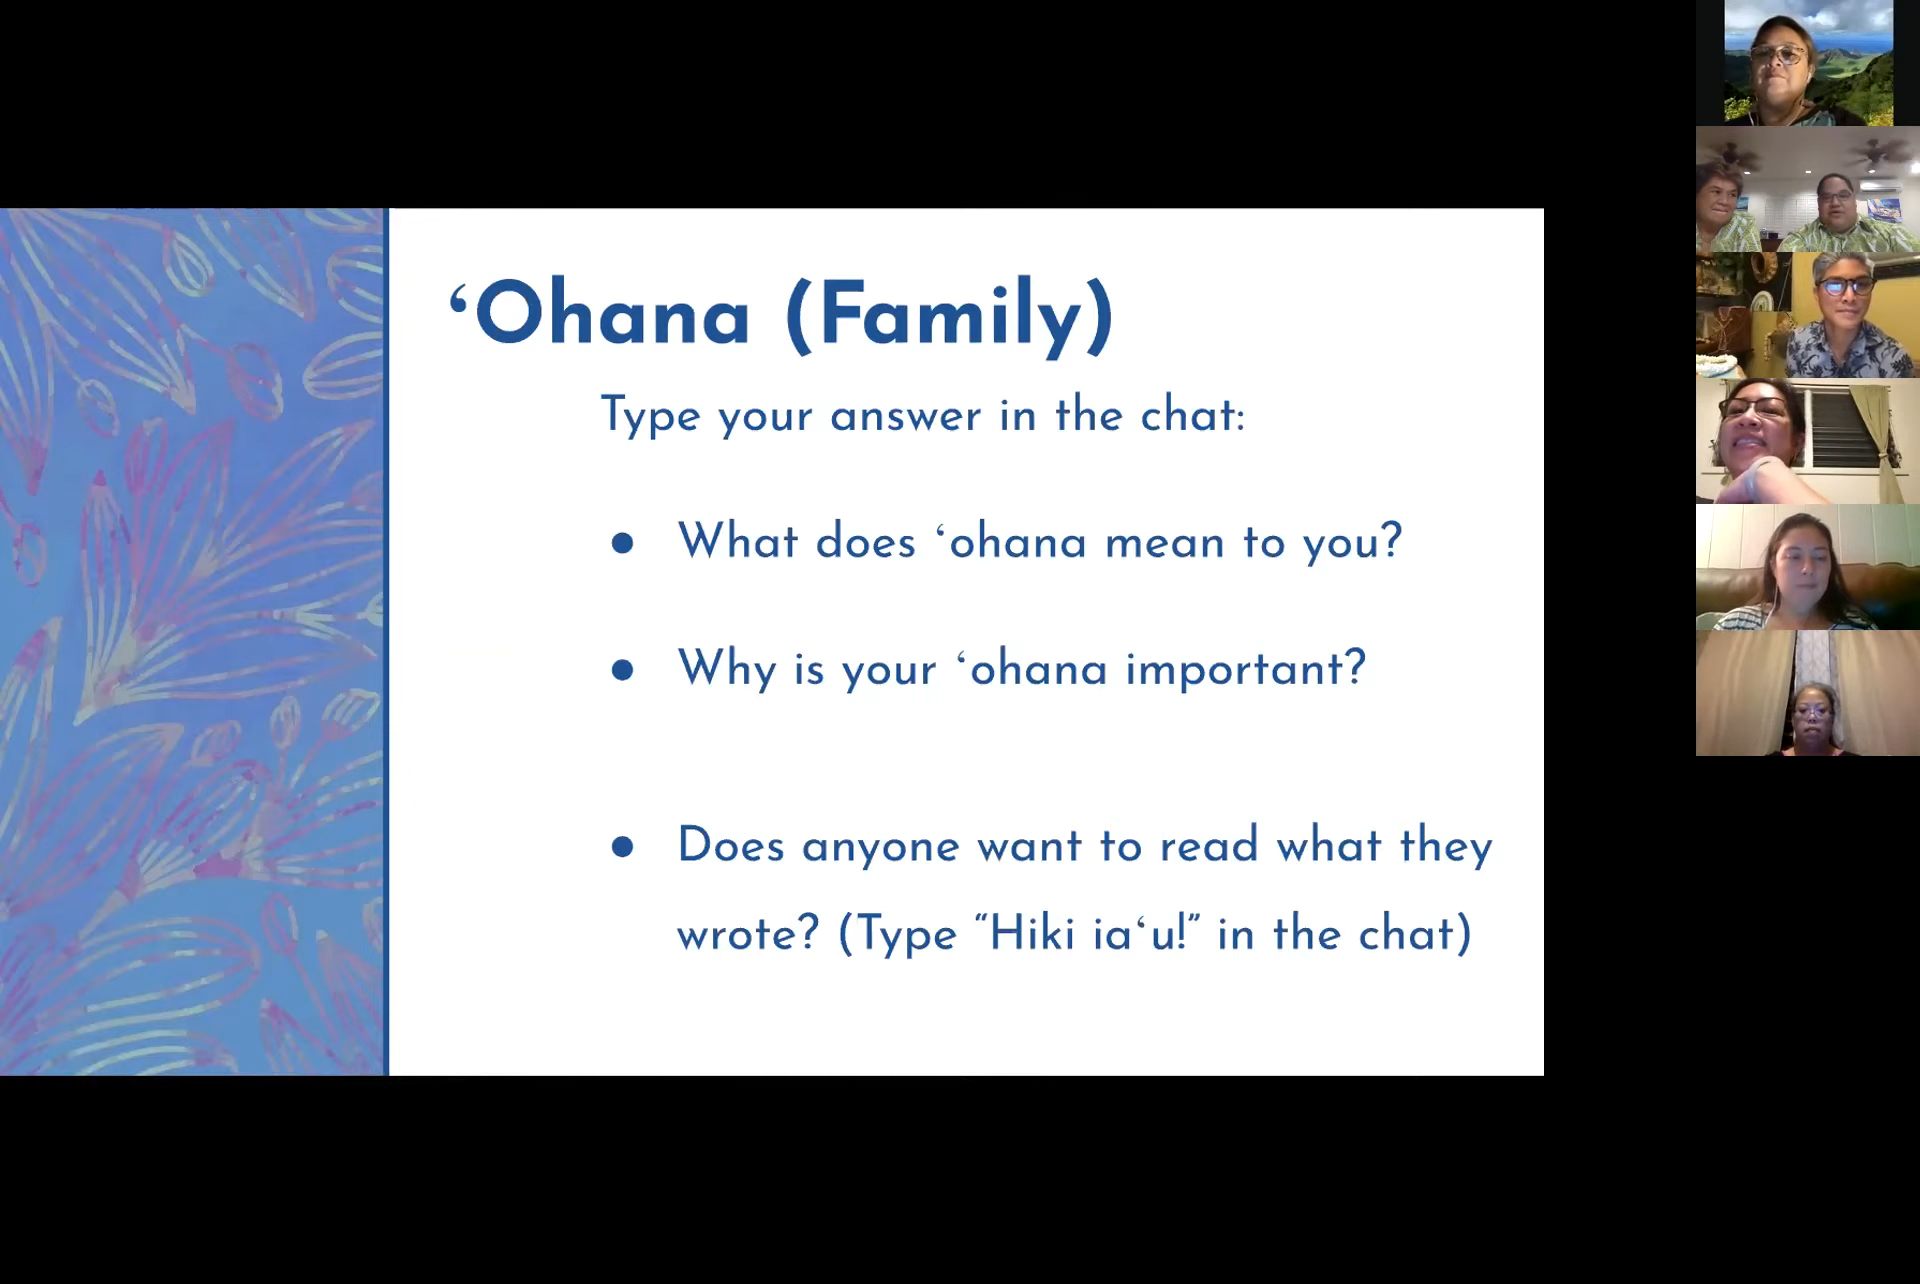 ʻOhana (Family)
Type your answer in the chat:
● What does ʻohana mean to you?
● Why is your ʻohana important?
● Does anyone want to read what they
wrote? (Type “Hiki iaʻu!” in the chat)